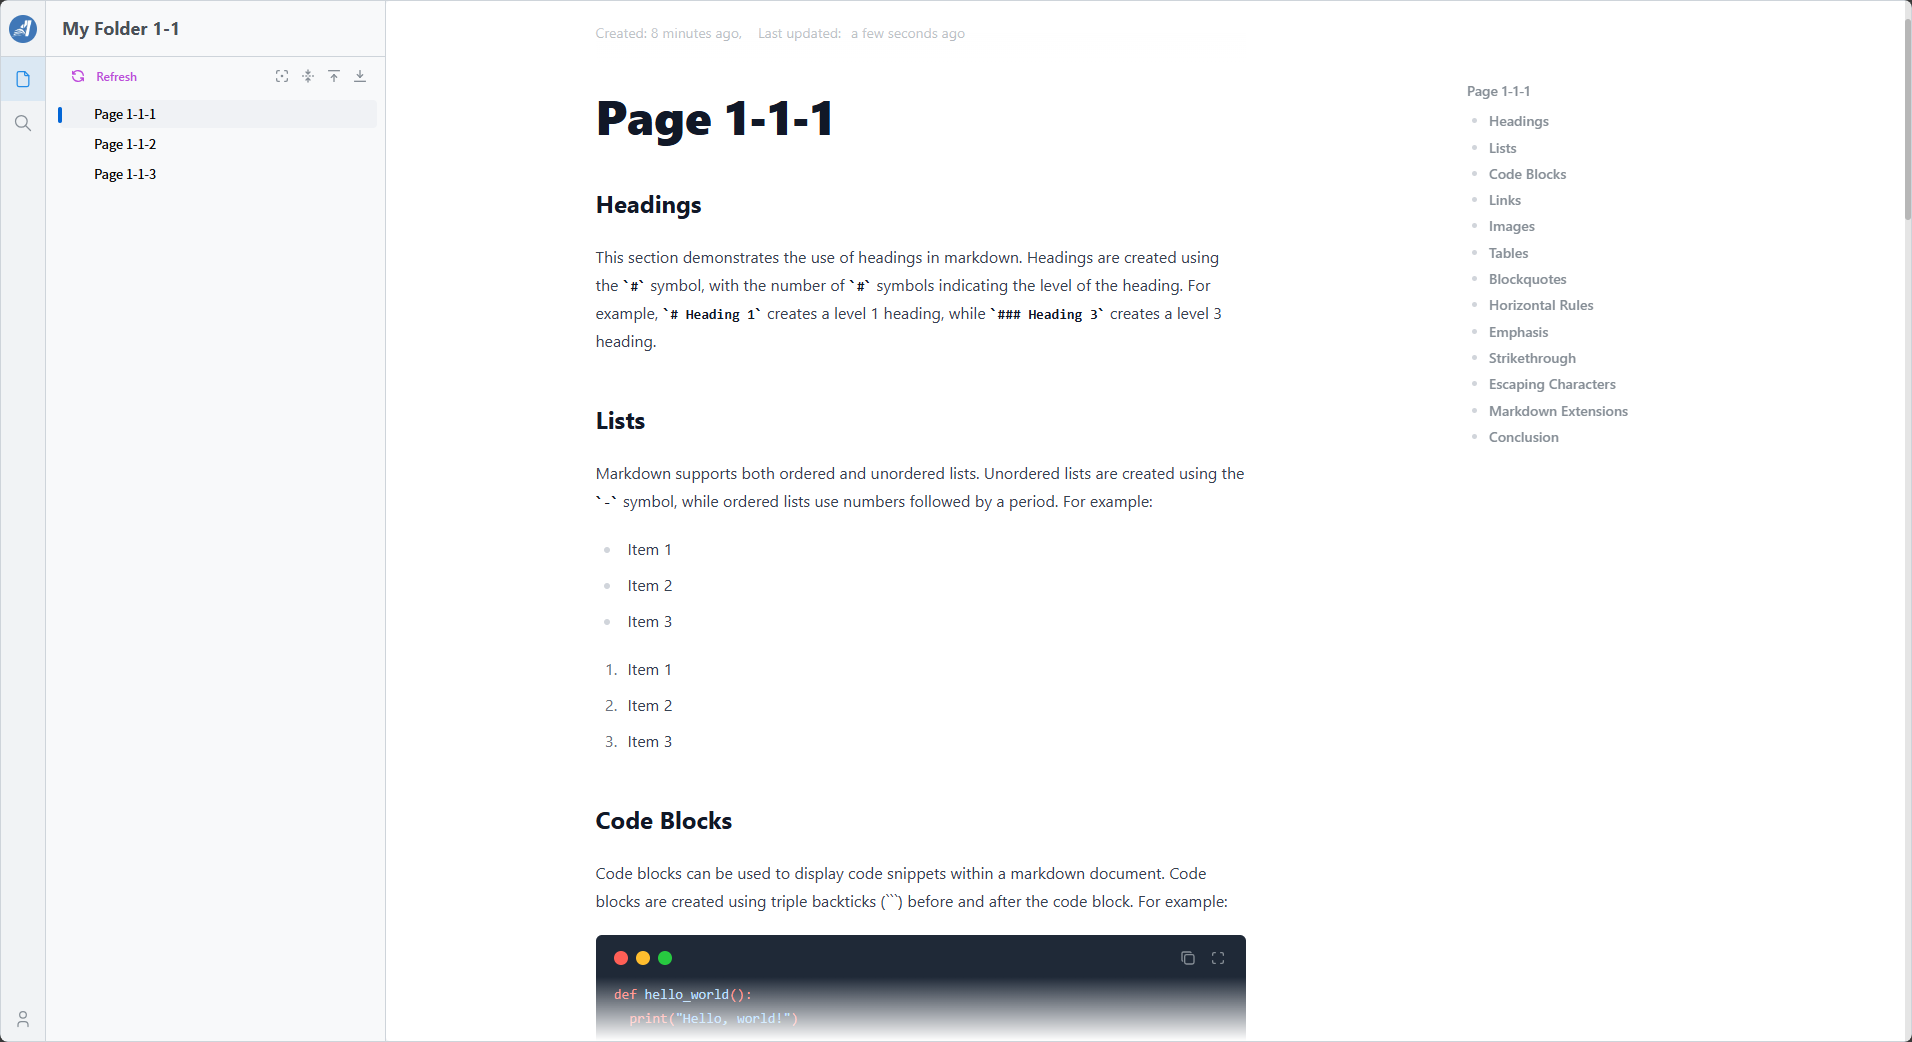 My Folder 1-1
Refresh
Page 1-1-1
Page 1-1-2
Page 1-1-3
Created: 8 minutes ago, Last updated: a few seconds ago
Page 1-1-1
Headings
This section demonstrates the use of headings in markdown. Headings are created using
the `#` symbol, with the number of `#` symbols indicating the level of the heading. For
example, `# Heading 1` creates a level 1 heading, while `### Heading 3` creates a level 3
heading.
Lists
Markdown supports both ordered and unordered lists. Unordered lists are created using the
`-` symbol, while ordered lists use numbers followed by a period. For example:
• Item 1
• Item 2
• Item 3
1. Item 1
2. Item 2
3. Item 3
Code Blocks
Code blocks can be used to display code snippets within a markdown document. Code
blocks are created using triple backticks (```) before and after the code block. For example:
def hello_world():
  print("Hello, world!")
Page 1-1-1
• Headings
• Lists
• Code Blocks
• Links
• Images
• Tables
• Blockquotes
• Horizontal Rules
• Emphasis
• Strikethrough
• Escaping Characters
• Markdown Extensions
• Conclusion